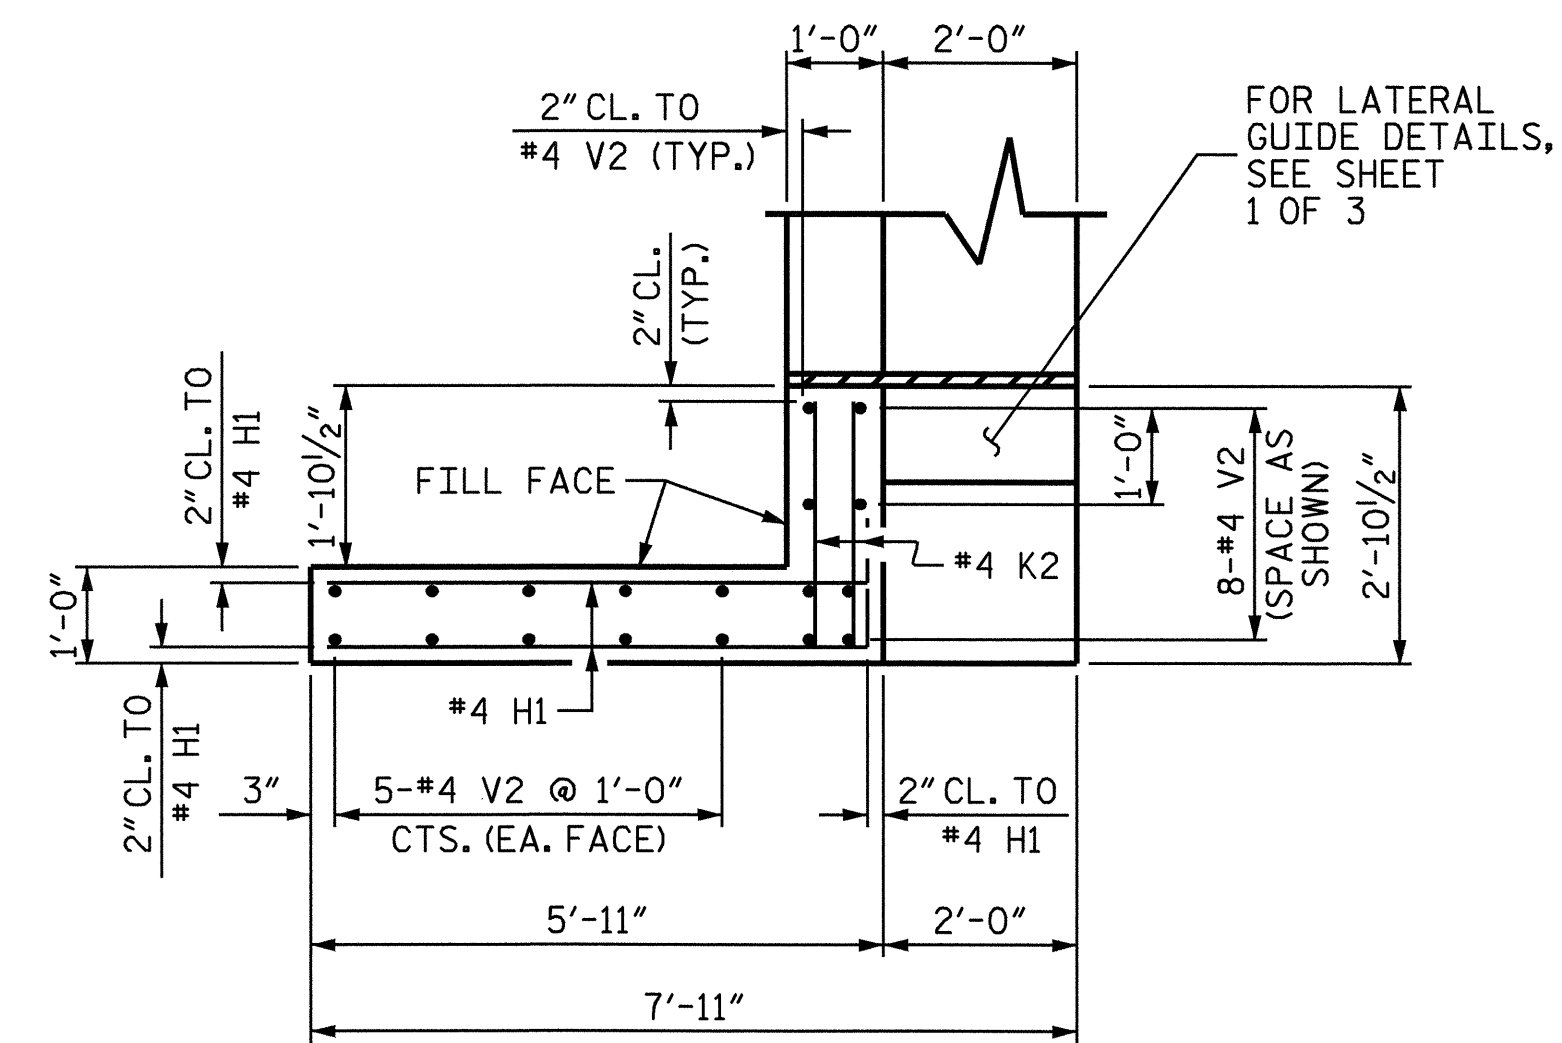 1'-0"
2'-0"
2" CL. TO
#4 V2 (TYP.)
FOR LATERAL
GUIDE DETAILS,
SEE SHEET
1 OF 3
2" CL.
(TYP.)
2" CL. TO
#4 H1
1'-10½"
FILL FACE
1'-0"
8-#4 V2
(SPACE AS
SHOWN)
2'-10½"
#4 K2
1'-0"
2" CL. TO
#4 H1
#4 H1
3"
5-#4 V2 @ 1'-0"
CTS. (EA. FACE)
2" CL. TO
#4 H1
5'-11"
2'-0"
7'-11"